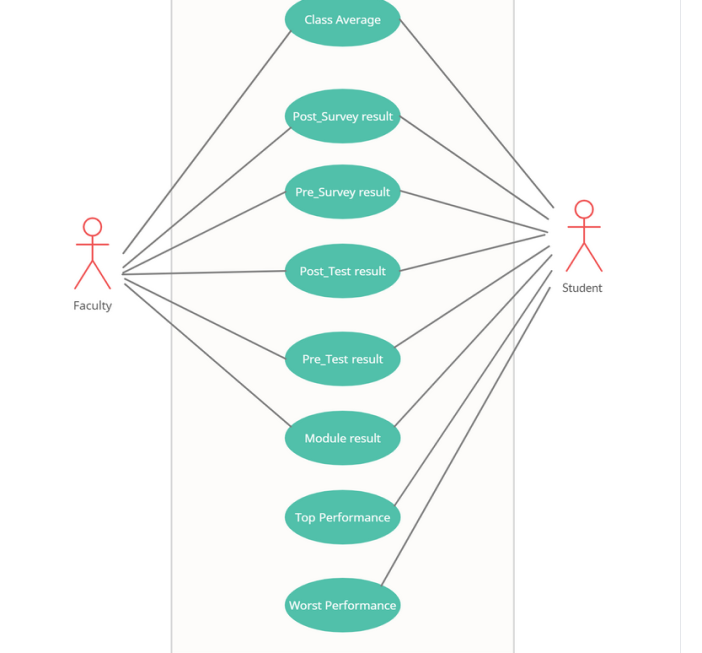 Class Average
Post_Survey result
Pre_Survey result
Post_Test result
Faculty
Student
Pre_Test result
Module result
Top Performance
Worst Performance